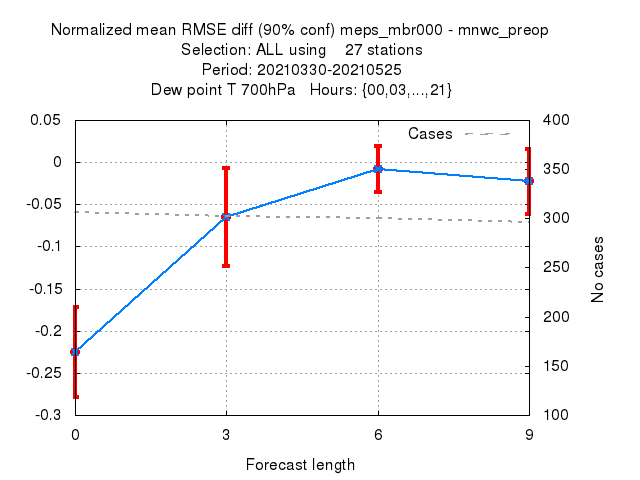 Normalized mean RMSE diff (90% conf) meps_mbr000 - mnwc_preop
Selection: ALL using    27 stations
Period: 20210330-20210525
Dew point T 700hPa   Hours: {00,03,...,21}
Cases
0.05
0
-0.05
-0.1
-0.15
-0.2
-0.25
-0.3
400
350
300
250
200
150
100
No cases
0 3 6 9
Forecast length